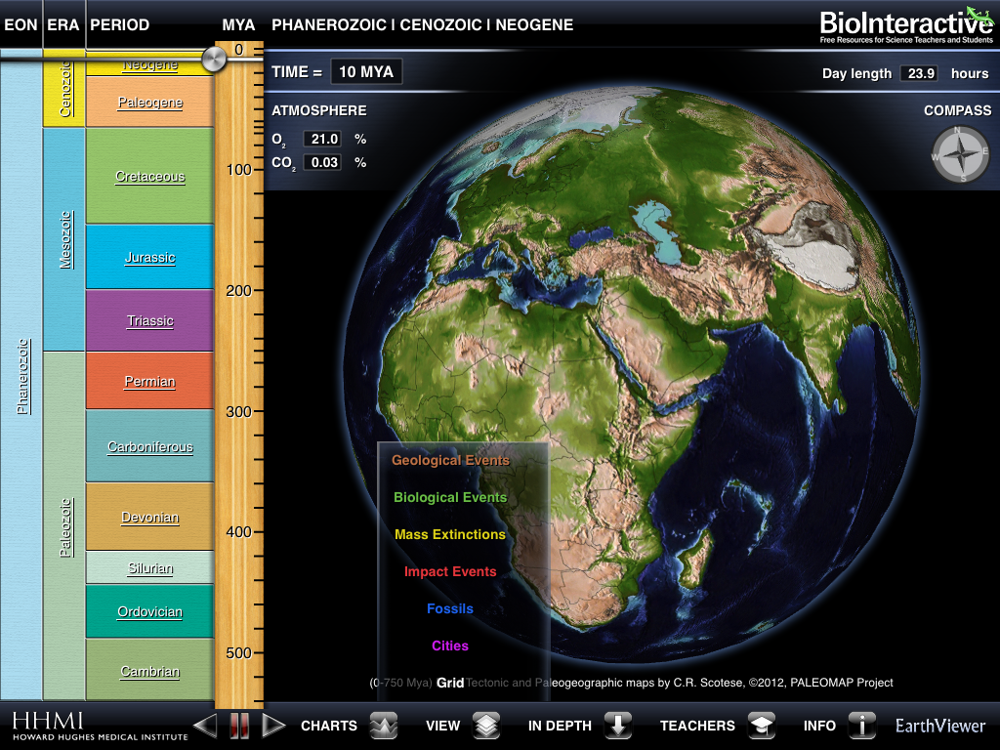 EON ERA PERIOD MYA PHANEROZOIC | CENOZOIC | NEOGENE
BioInteractive
Free Resources for Science Teachers and Students
TIME = 10 MYA
Day length 23.9 hours
ATMOSPHERE
O2 21.0 %
CO2 0.03 %
COMPASS
N
W E
S
Phanerozoic
Cenozoic
Mesozoic
Paleozoic
Neogene
Paleogene
Cretaceous
Jurassic
Triassic
Permian
Carboniferous
Devonian
Silurian
Ordovician
Cambrian
0
100
200
300
400
500
Geological Events
Biological Events
Mass Extinctions
Impact Events
Fossils
Cities
Grid
(0-750 Mya) Tectonic and Paleogeographic maps by C.R. Scotese, ©2012, PALEOMAP Project
HHMI
HOWARD HUGHES MEDICAL INSTITUTE
CHARTS VIEW IN DEPTH TEACHERS INFO EarthViewer